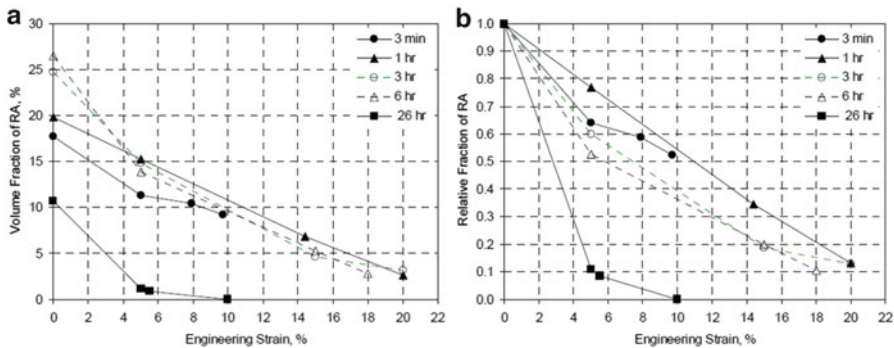 a
Volume Fraction of RA, %
30
25
20
15
10
5
0
0 2 4 6 8 10 12 14 16 18 20 22
Engineering Strain, %
3 min
1 hr
3 hr
6 hr
26 hr
b
Relative Fraction of RA
1.0
0.9
0.8
0.7
0.6
0.5
0.4
0.3
0.2
0.1
0.0
0 2 4 6 8 10 12 14 16 18 20 22
Engineering Strain, %
3 min
1 hr
3 hr
6 hr
26 hr